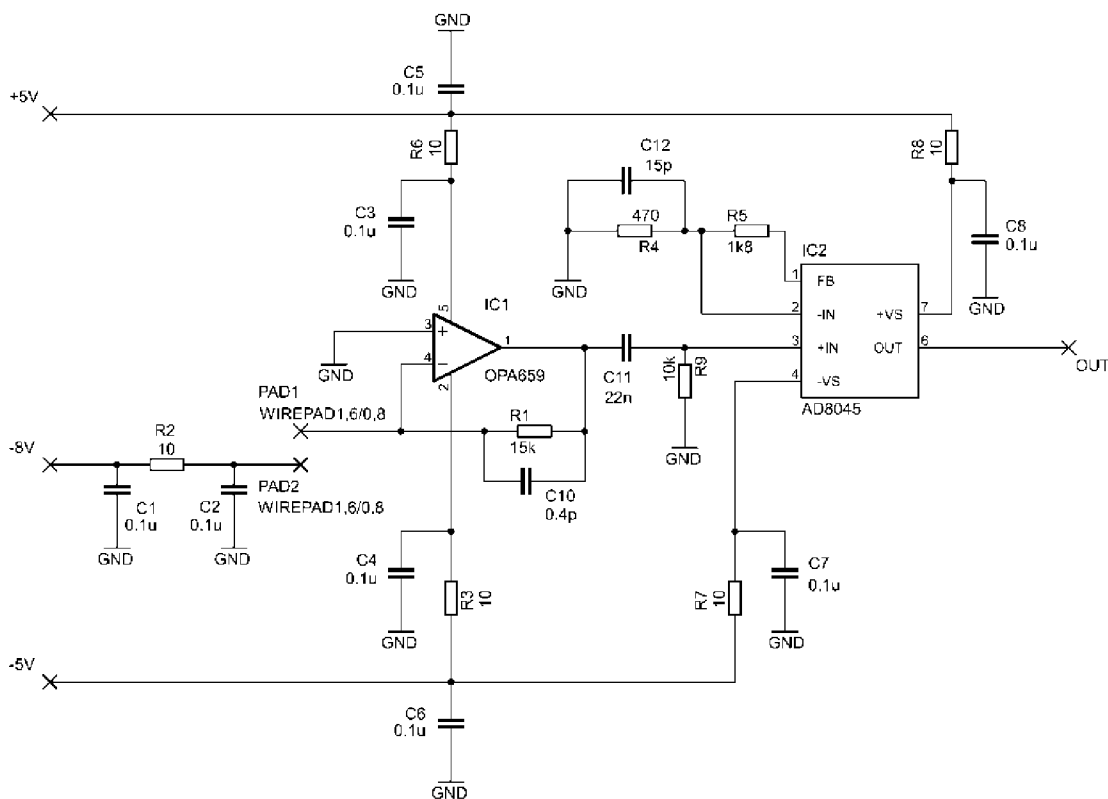 GND
C5
0.1u
+5V
R6
10
R8
10
C12
15p
C3
0.1u
470
R4
R5
1k8
C8
0.1u
IC2
GND
GND
GND
1
FB
2
-IN
+VS
7
3
+IN
OUT
6
4
-VS
AD8045
OUT
IC1
5
3
+
1
4
–
2
OPA659
GND
C11
22n
10k
R9
GND
PAD1
WIREPAD1,6/0,8
R1
15k
C10
0.4p
-8V
R2
10
PAD2
WIREPAD1,6/0,8
C1
0.1u
C2
0.1u
GND
GND
C4
0.1u
R3
10
GND
R7
10
C7
0.1u
GND
-5V
C6
0.1u
GND